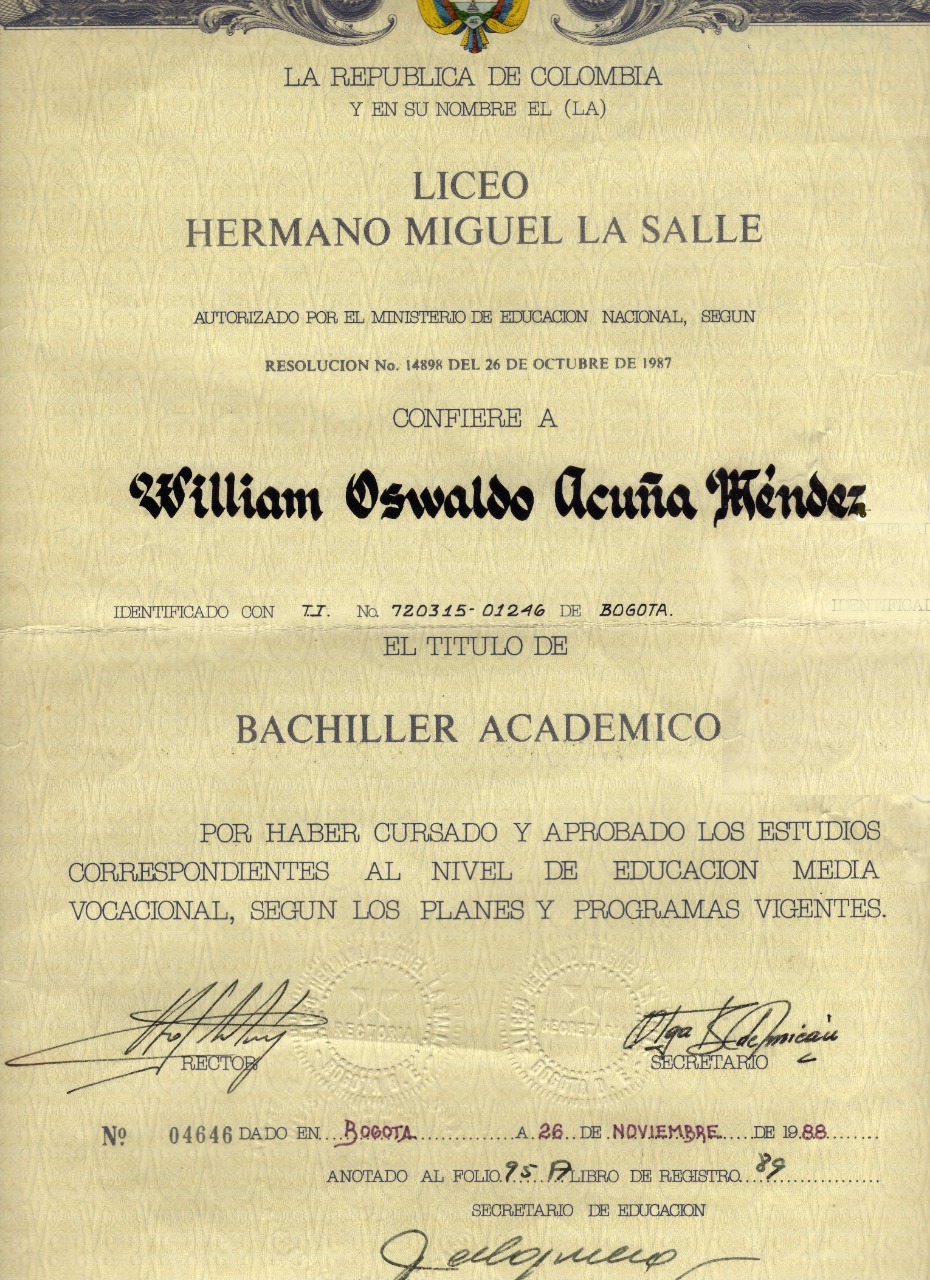 LA REPUBLICA DE COLOMBIA
Y EN SU NOMBRE EL (LA)
LICEO
HERMANO MIGUEL LA SALLE
AUTORIZADO POR EL MINISTERIO DE EDUCACION NACIONAL, SEGUN
RESOLUCION No. 14898 DEL 26 DE OCTUBRE DE 1987
CONFIERE A
William Oswaldo Acuña Méndez
IDENTIFICADO CON T.I. No. 720315-01246 DE BOGOTA.
IDENTIFICAD
EL TITULO DE
BACHILLER ACADEMICO
POR HABER CURSADO Y APROBADO LOS ESTUDIOS
CORRESPONDIENTES AL NIVEL DE EDUCACION MEDIA
VOCACIONAL, SEGUN LOS PLANES Y PROGRAMAS VIGENTES.
RECTOR SECRETARIO
Nº 04646 DADO EN BOGOTA A 26 DE NOVIEMBRE DE 1988
ANOTADO AL FOLIO 95 A LIBRO DE REGISTRO 89
SECRETARIO DE EDUCACION